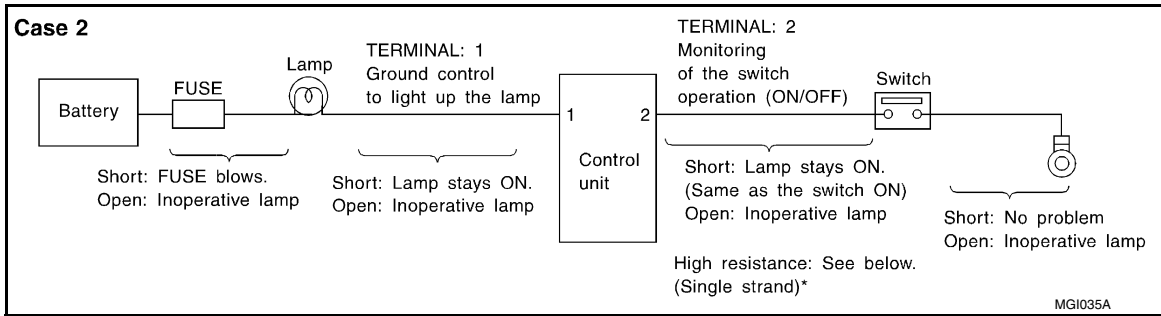 Case 2
Battery
FUSE
Lamp
TERMINAL: 1
Ground control
to light up the lamp
TERMINAL: 2
Monitoring
of the switch
operation (ON/OFF)
Switch
1
2
Control
unit
Short: FUSE blows.
Open: Inoperative lamp
Short: Lamp stays ON.
Open: Inoperative lamp
Short: Lamp stays ON.
(Same as the switch ON)
Open: Inoperative lamp
Short: No problem
Open: Inoperative lamp
High resistance: See below.
(Single strand)*
MGI035A